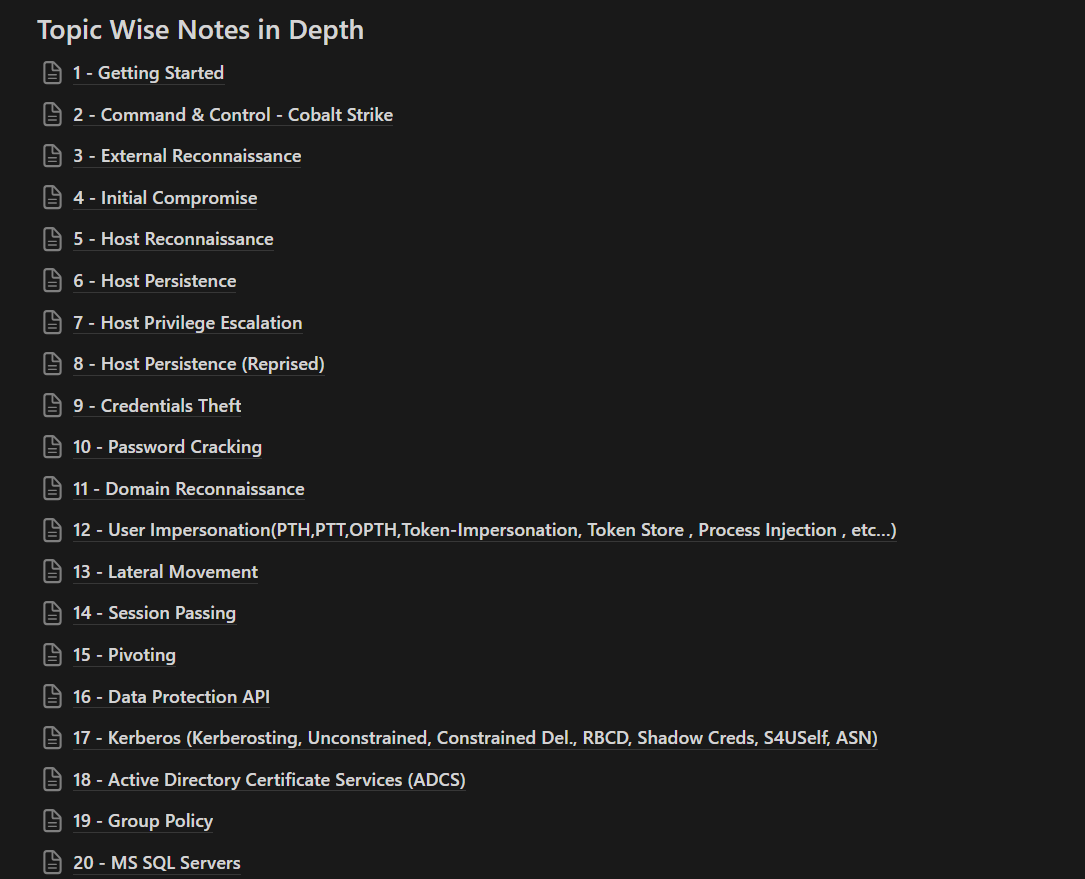 Topic Wise Notes in Depth
1 - Getting Started
2 - Command & Control - Cobalt Strike
3 - External Reconnaissance
4 - Initial Compromise
5 - Host Reconnaissance
6 - Host Persistence
7 - Host Privilege Escalation
8 - Host Persistence (Reprised)
9 - Credentials Theft
10 - Password Cracking
11 - Domain Reconnaissance
12 - User Impersonation(PTH,PTT,OPTH,Token-Impersonation, Token Store , Process Injection , etc...)
13 - Lateral Movement
14 - Session Passing
15 - Pivoting
16 - Data Protection API
17 - Kerberos (Kerberosting, Unconstrained, Constrained Del., RBCD, Shadow Creds, S4USelf, ASN)
18 - Active Directory Certificate Services (ADCS)
19 - Group Policy
20 - MS SQL Servers